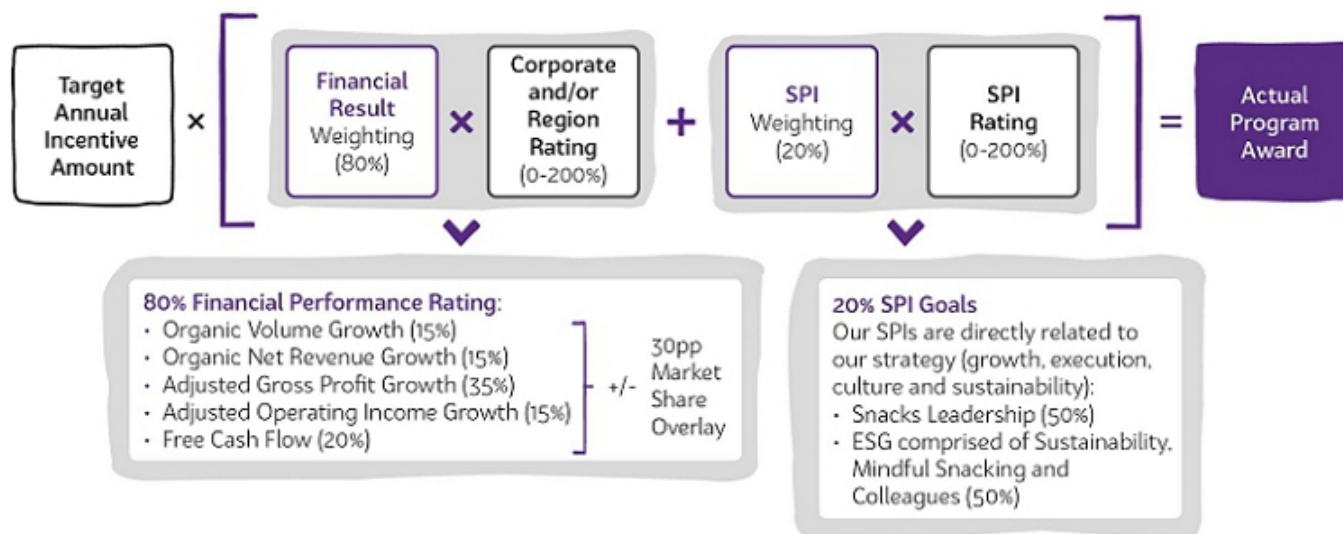 Target
Annual
Incentive
Amount
×
Financial
Result
Weighting
(80%)
×
Corporate
and/or
Region
Rating
(0-200%)
+
SPI
Weighting
(20%)
×
SPI
Rating
(0-200%)
=
Actual
Program
Award
80% Financial Performance Rating:
• Organic Volume Growth (15%)
• Organic Net Revenue Growth (15%)
• Adjusted Gross Profit Growth (35%)
• Adjusted Operating Income Growth (15%)
• Free Cash Flow (20%)
+/-
30pp
Market
Share
Overlay
20% SPI Goals
Our SPIs are directly related to
our strategy (growth, execution,
culture and sustainability):
• Snacks Leadership (50%)
• ESG comprised of Sustainability.
Mindful Snacking and
Colleagues (50%)